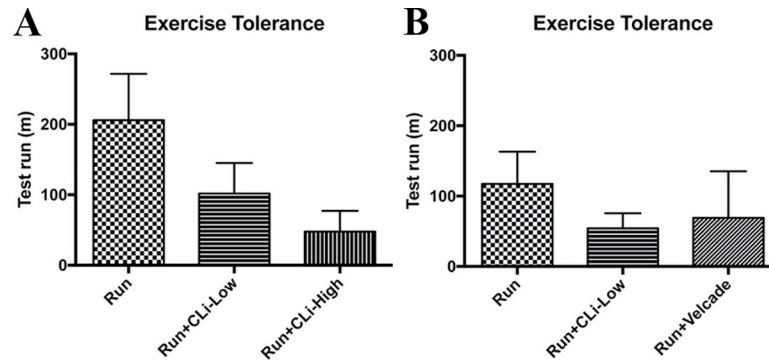 A
Exercise Tolerance
Test run (m)
300
200
100
0
Run
Run+CLi-Low
Run+CLi-High
B
Exercise Tolerance
Test run (m)
300
200
100
0
Run
Run+CLi-Low
Run+Velcade